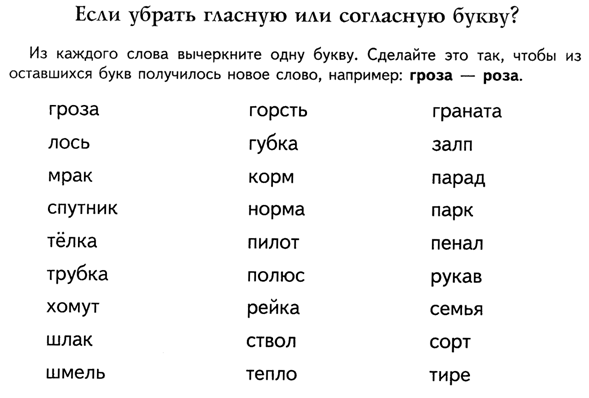 Если убрать гласную или согласную букву?
Из каждого слова вычеркните одну букву. Сделайте это так, чтобы из
оставшихся букв получилось новое слово, например: гроза — роза.
гроза горсть граната
лось губка залп
мрак корм парад
спутник норма парк
тёлка пилот пенал
трубка полюс рукав
хомут рейка семья
шлак ствол сорт
шмель тепло тире